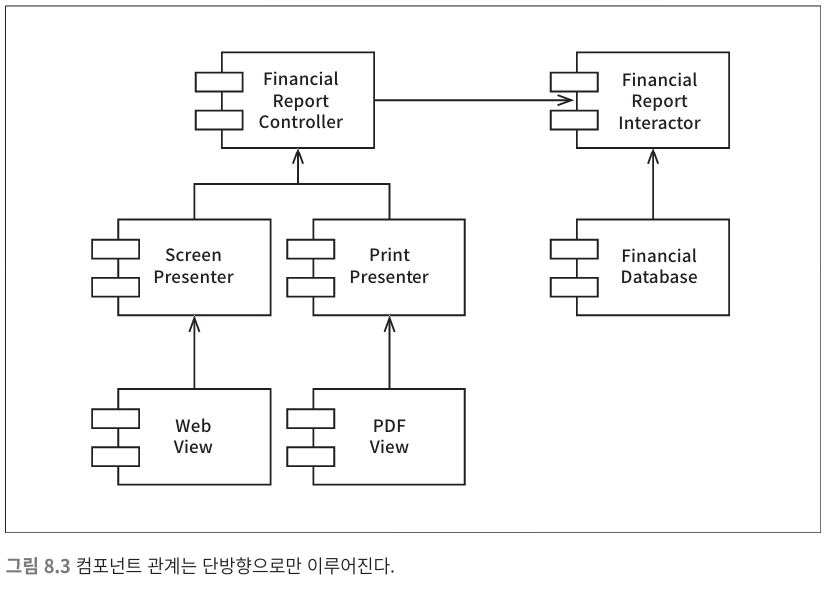 Financial
Report
Controller
Financial
Report
Interactor
Screen
Presenter
Print
Presenter
Financial
Database
Web
View
PDF
View
그림 8.3 컴포넌트 관계는 단방향으로만 이루어진다.